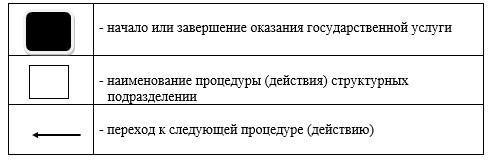 - начало или завершение оказания государственной услуги
- наименование процедуры (действия) структурных
подразделении
- переход к следующей процедуре (действию)